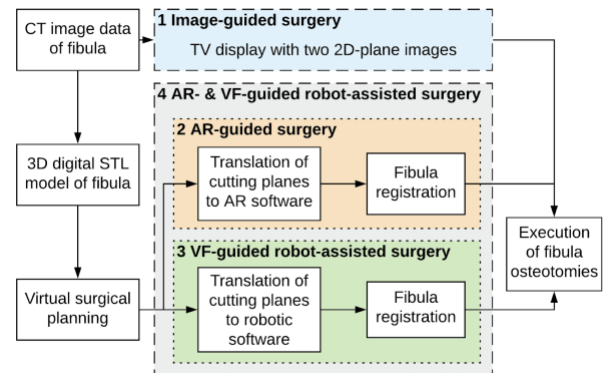 CT image data
of fibula
1 Image-guided surgery
TV display with two 2D-plane images
4 AR- & VF-guided robot-assisted surgery
2 AR-guided surgery
3D digital STL
model of fibula
Translation of
cutting planes
to AR software
Fibula
registration
Execution
of fibula
osteotomies
3 VF-guided robot-assisted surgery
Virtual surgical
planning
Translation of
cutting planes
to robotic
software
Fibula
registration